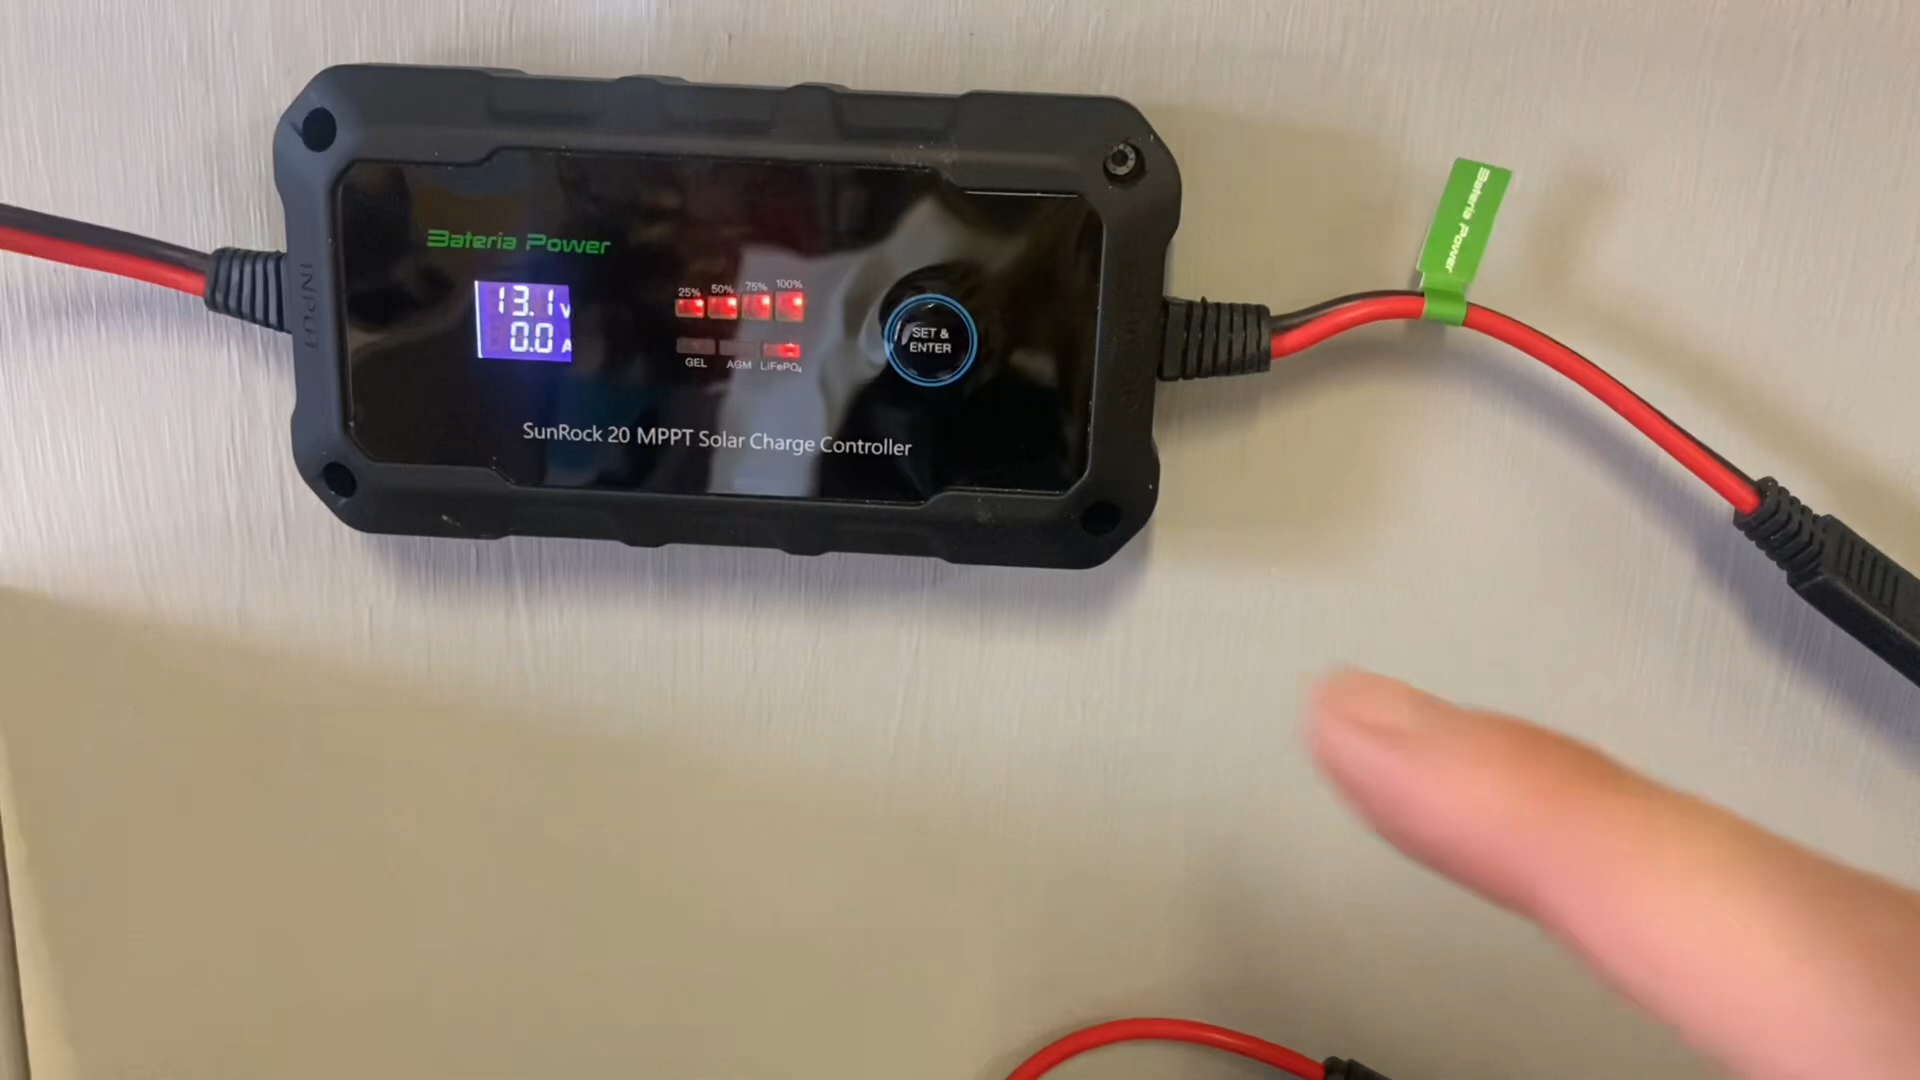 Bateria Power
13.1 V
0.0 A
25% 50% 75% 100%
GEL AGM LiFePO₄
SET &
ENTER
SunRock 20 MPPT Solar Charge Controller
INPUT
Bateria Power